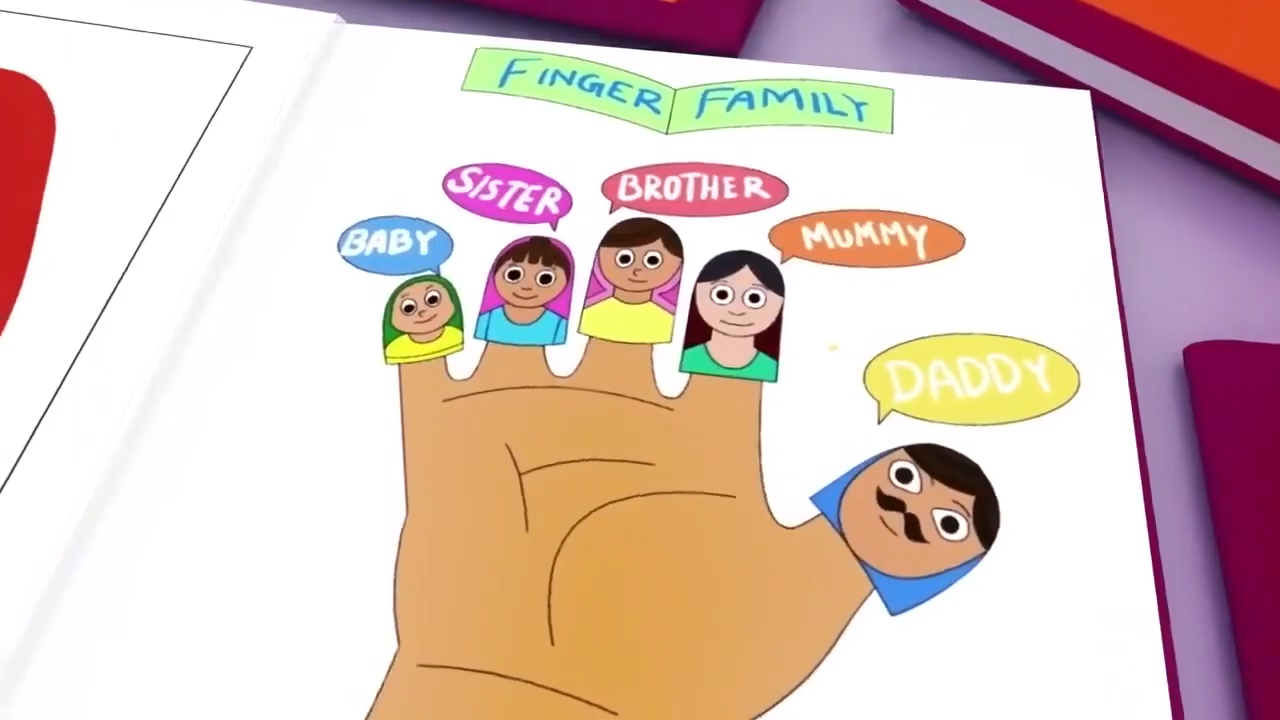 FINGER FAMILY
SISTER
BROTHER
BABY
MUMMY
DADDY